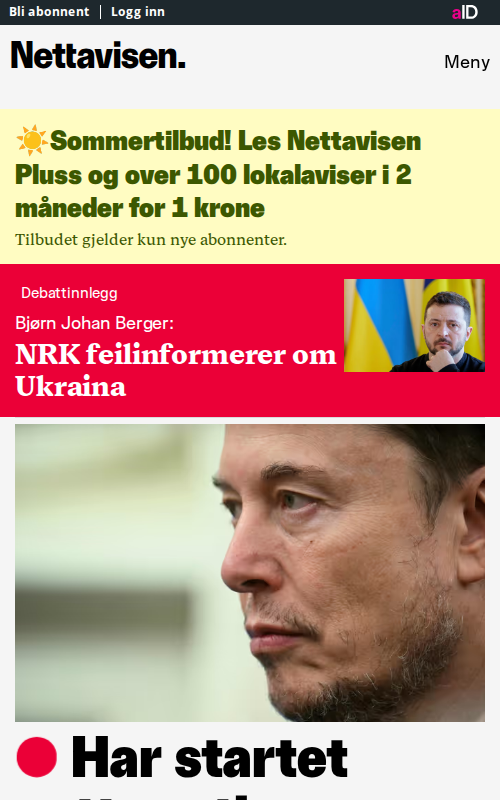 Bli abonnent | Logg inn
aID
Nettavisen.
Meny
☀️Sommertilbud! Les Nettavisen
Pluss og over 100 lokalaviser i 2
måneder for 1 krone
Tilbudet gjelder kun nye abonnenter.
Debattinnlegg
Bjørn Johan Berger:
NRK feilinformerer om
Ukraina
Har startet